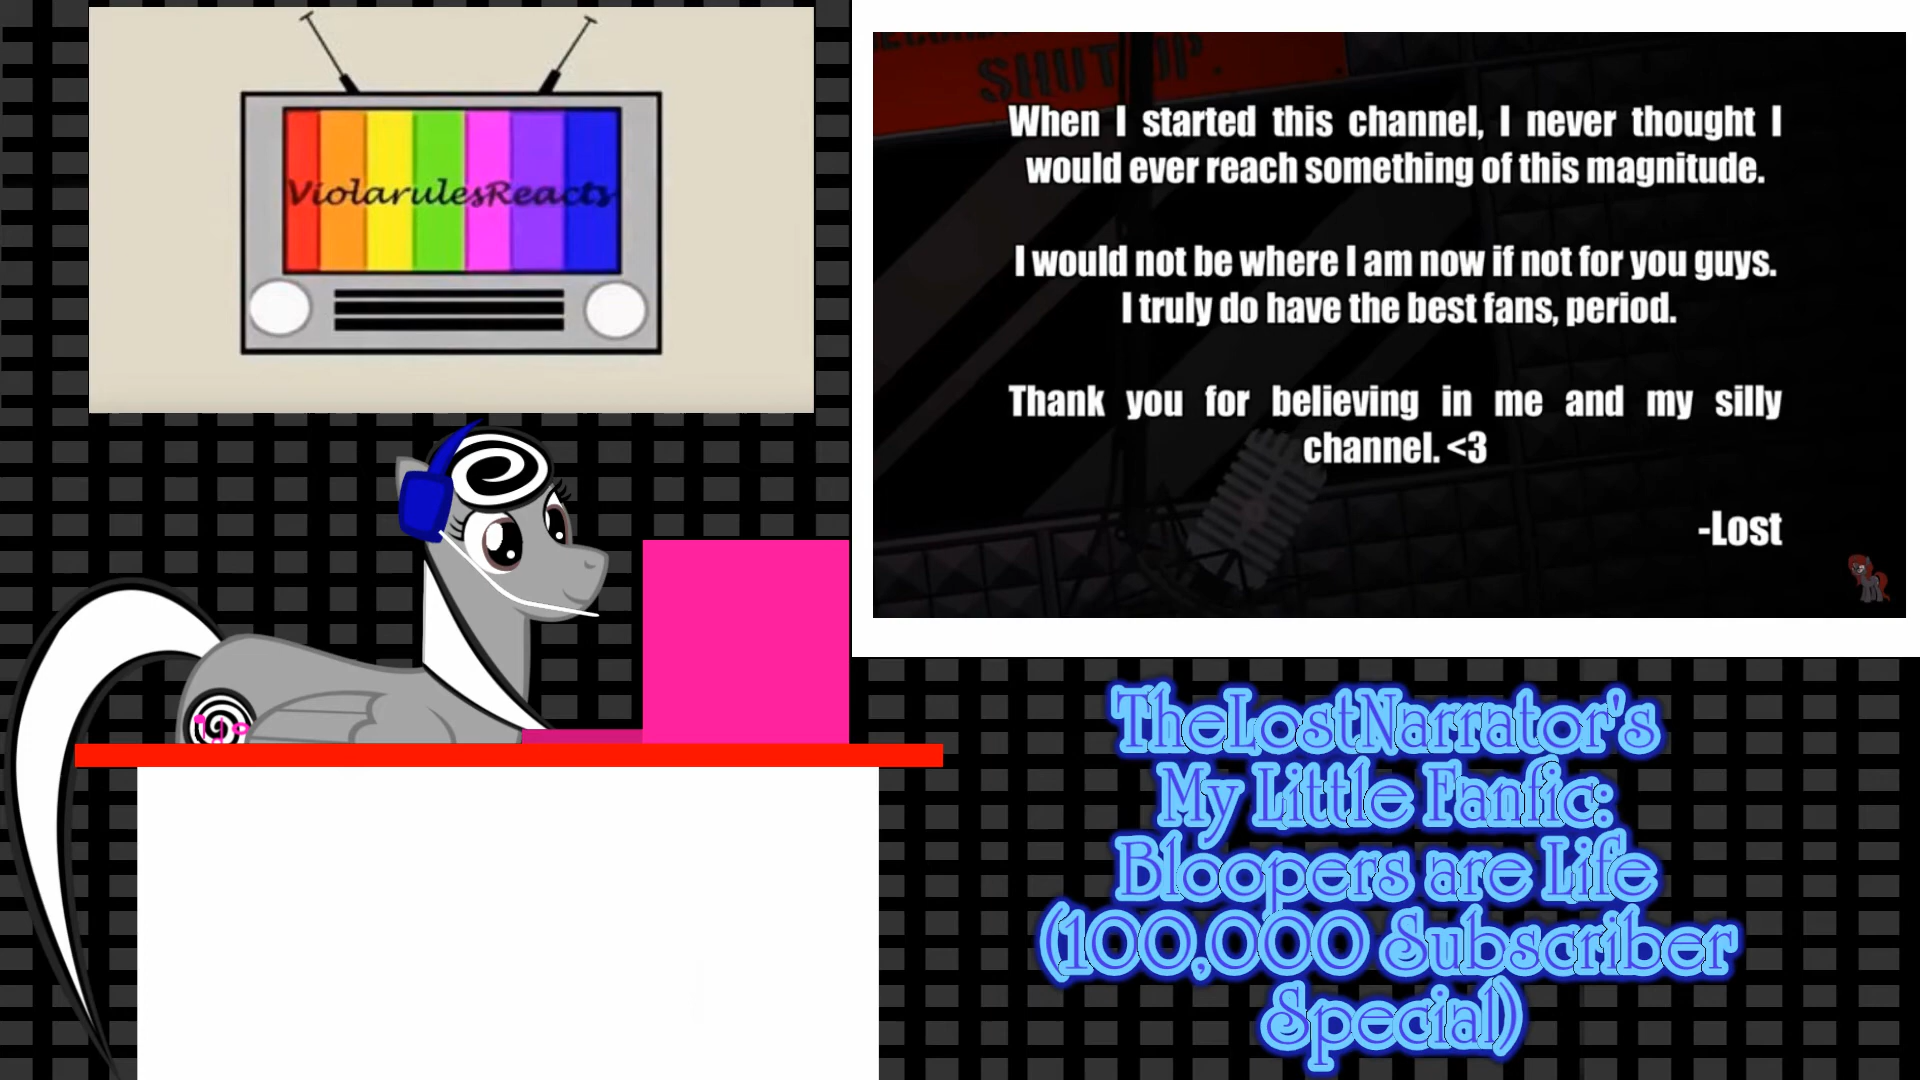 ViolarulesReacts
SHUT UP.
When I started this channel, I never thought I
would ever reach something of this magnitude.
I would not be where I am now if not for you guys.
I truly do have the best fans, period.
Thank you for believing in me and my silly
channel. <3
-Lost
TheLostNarrator's
My Little Fanfic:
Bloopers are Life
(100,000 Subscriber
Special)